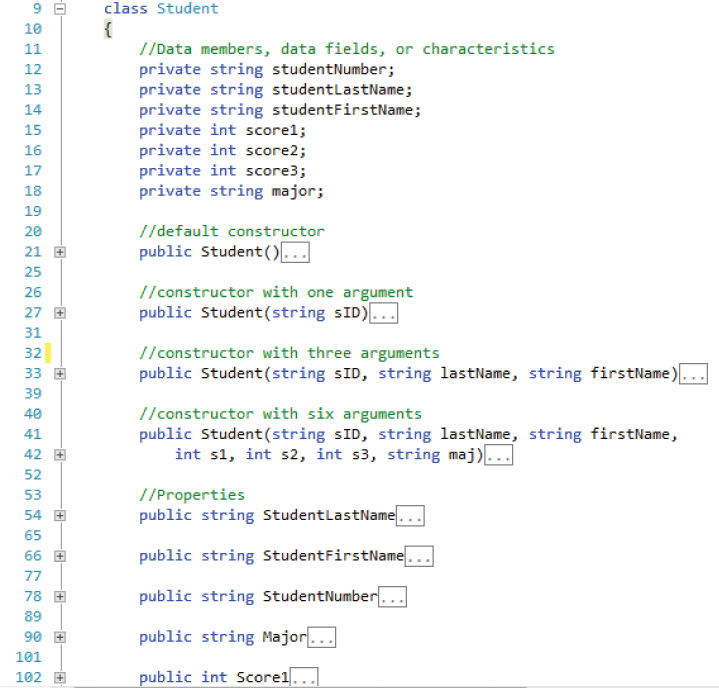 9 class Student
10 {
11 //Data members, data fields, or characteristics
12 private string studentNumber;
13 private string studentLastName;
14 private string studentFirstName;
15 private int score1;
16 private int score2;
17 private int score3;
18 private string major;
19
20 //default constructor
21 public Student()...
25
26 //constructor with one argument
27 public Student(string sID)...
31
32 //constructor with three arguments
33 public Student(string sID, string lastName, string firstName)...
39
40 //constructor with six arguments
41 public Student(string sID, string lastName, string firstName,
42 int s1, int s2, int s3, string maj)...
52
53 //Properties
54 public string StudentLastName...
65
66 public string StudentFirstName...
77
78 public string StudentNumber...
89
90 public string Major...
101
102 public int Score1...